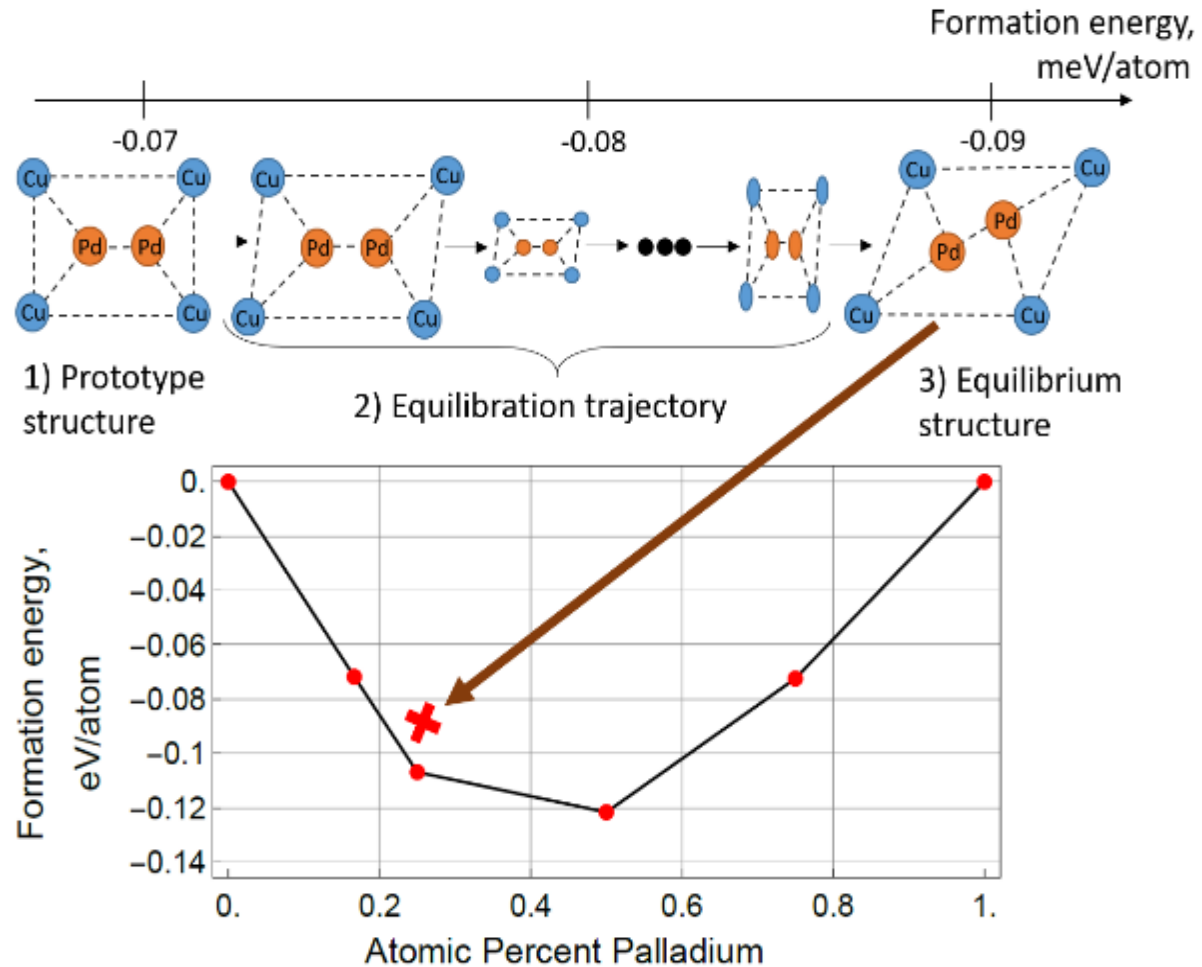 Formation energy,
meV/atom
-0.07
-0.08
-0.09
Cu
Cu
Cu
Cu
Cu
Cu
Pd
Pd
Pd
Pd
Pd
Pd
Cu
Cu
Cu
Cu
Cu
Cu
1) Prototype
structure
2) Equilibration trajectory
3) Equilibrium
structure
Formation energy,
eV/atom
0.
−0.02
−0.04
−0.06
−0.08
−0.1
−0.12
−0.14
0.
0.2
0.4
0.6
0.8
1.
Atomic Percent Palladium